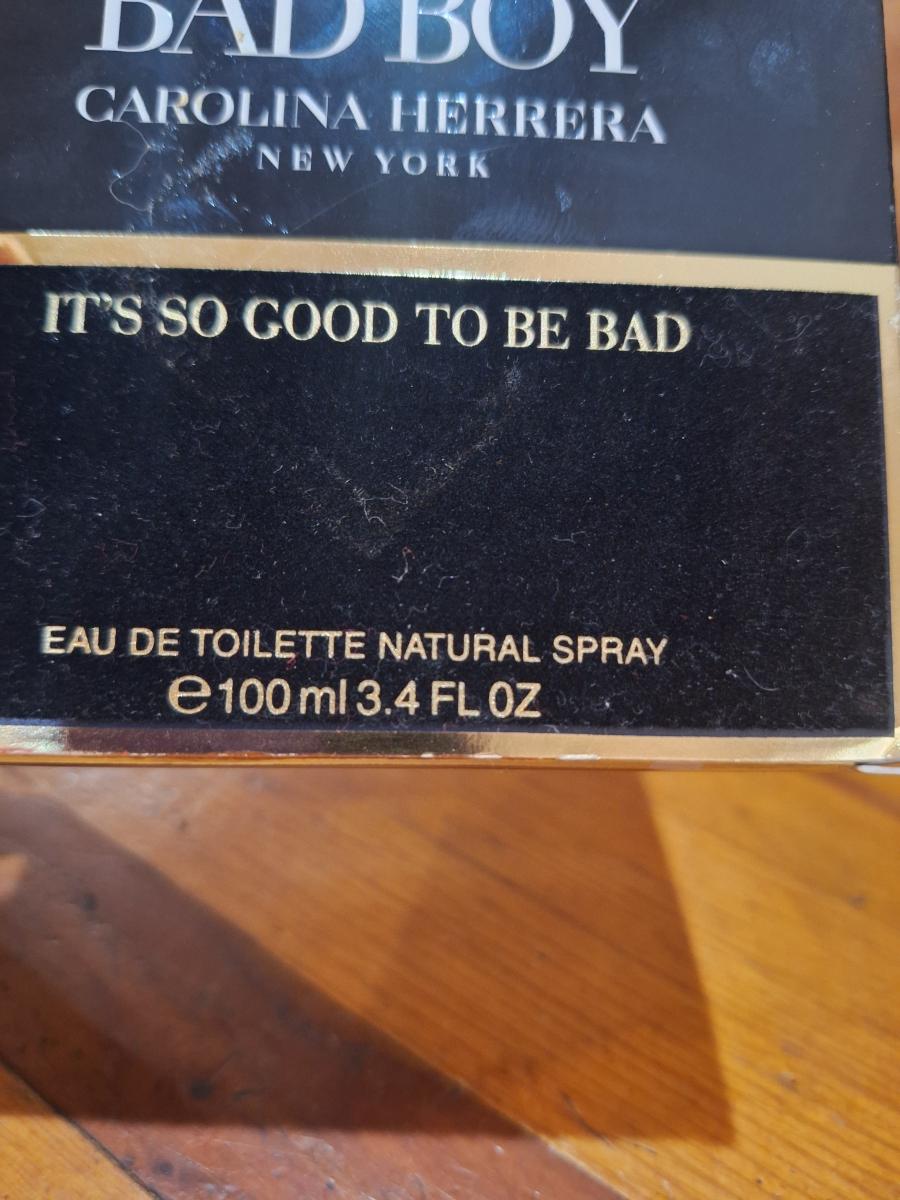 BAD BOY
CAROLINA HERRERA
NEW YORK
IT'S SO GOOD TO BE BAD
EAU DE TOILETTE NATURAL SPRAY
℮100 ml 3.4 FL OZ